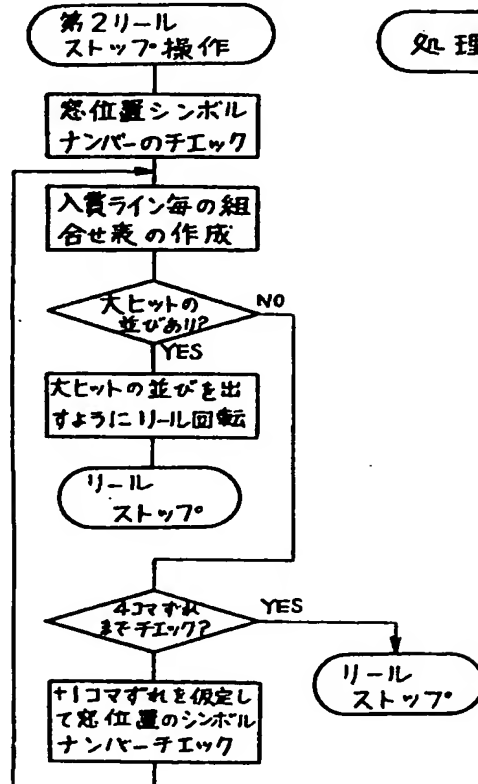 第2リール
ストップ操作
処理
窓位置シンボル
ナンバーのチエック
入賞ライン毎の組
合せ表の作成
大ヒットの
並びあり?
NO
YES
大ヒットの並びを出
すようにリール回転
リール
ストップ
4コマずれ
までチエック?
YES
リール
ストップ
+1コマずれを仮定し
て窓位置のシンボル
ナンバーチエック